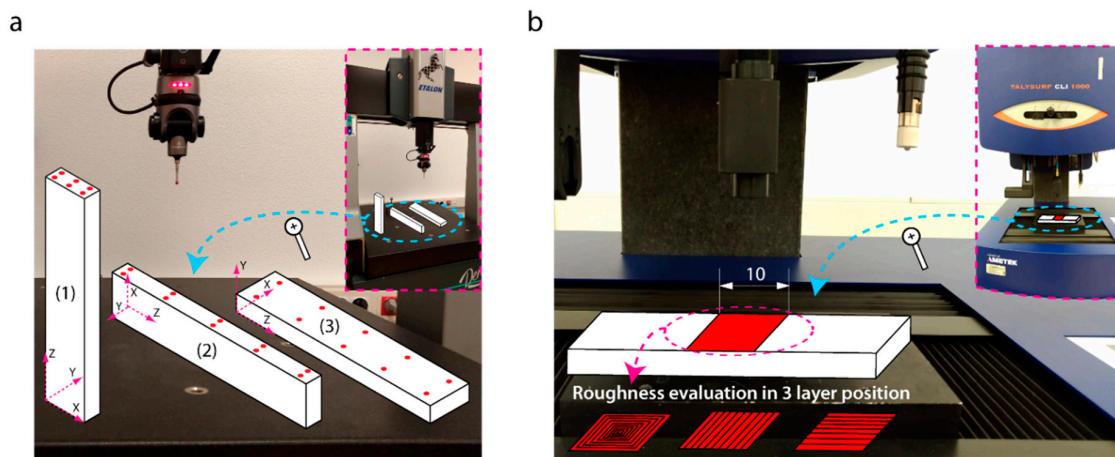 a
b
ETALON
TALYSURF CLI 1000
AMETEK
(1)
(2)
(3)
Z
Y
X
X
Y
Z
Y
X
Z
10
Roughness evaluation in 3 layer position